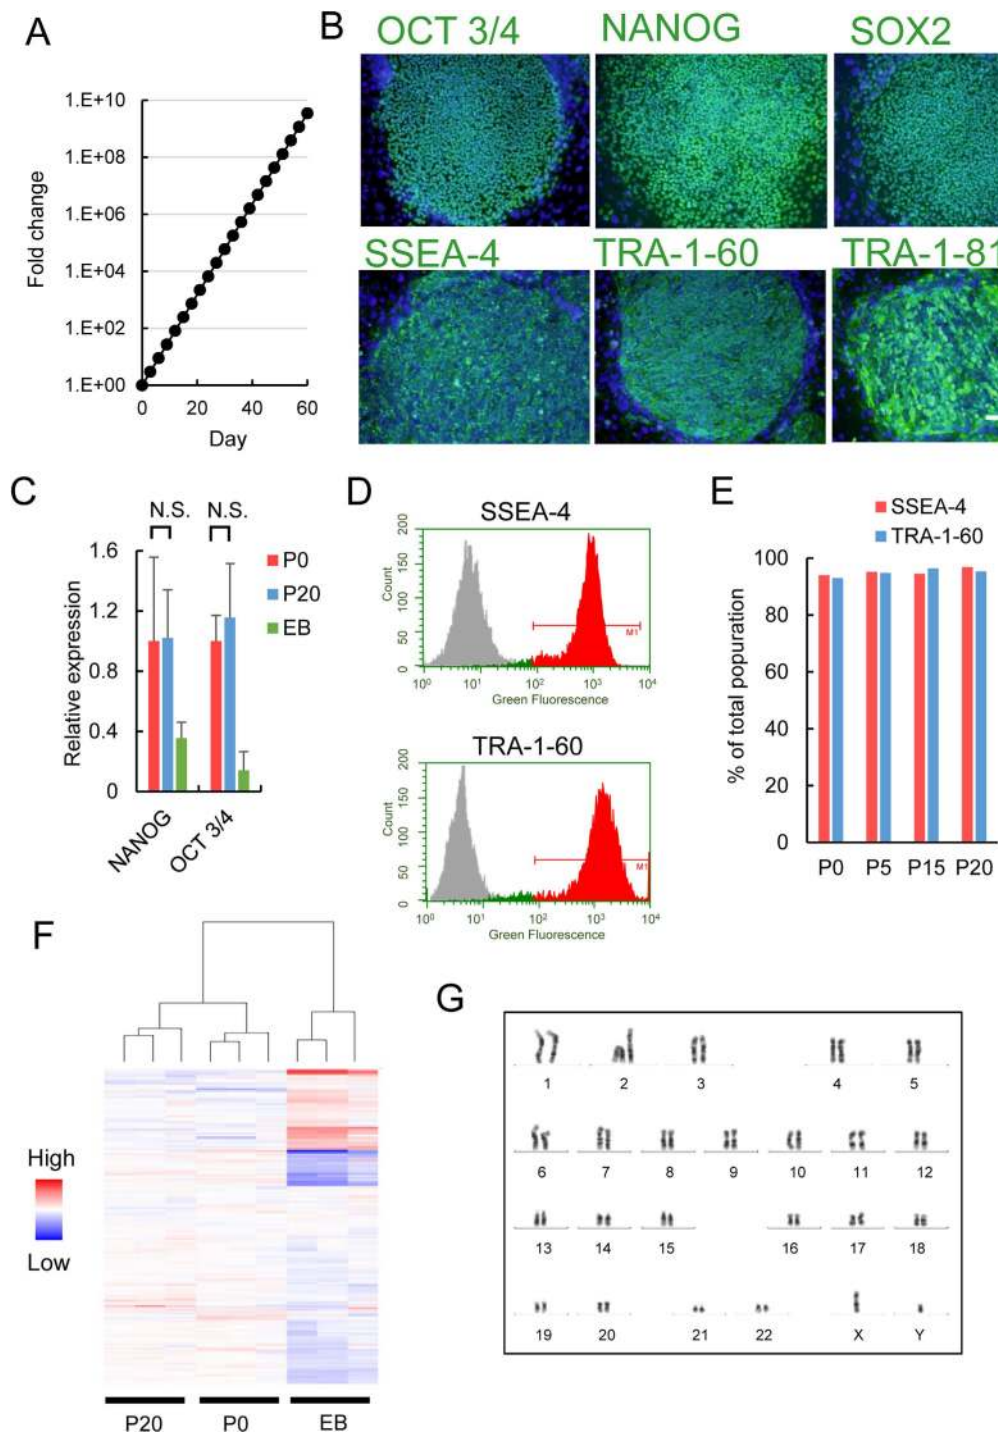 A
1.E+10
1.E+08
1.E+06
1.E+04
1.E+02
1.E+00
Fold change
0 20 40 60
Day
B
OCT 3/4 NANOG SOX2
SSEA-4 TRA-1-60 TRA-1-81
C
N.S. N.S.
1.6
1.2
0.8
0.4
0
Relative expression
P0
P20
EB
NANOG
OCT 3/4
D
SSEA-4
200
150
100
50
0
Count
M1
10⁰ 10¹ 10² 10³ 10⁴
Green Fluorescence
TRA-1-60
200
150
100
50
0
Count
M1
10⁰ 10¹ 10² 10³ 10⁴
Green Fluorescence
E
SSEA-4
TRA-1-60
100
80
60
40
20
0
% of total popuration
P0 P5 P15 P20
F
High
Low
P20 P0 EB
G
1 2 3 4 5
6 7 8 9 10 11 12
13 14 15 16 17 18
19 20 21 22 X Y